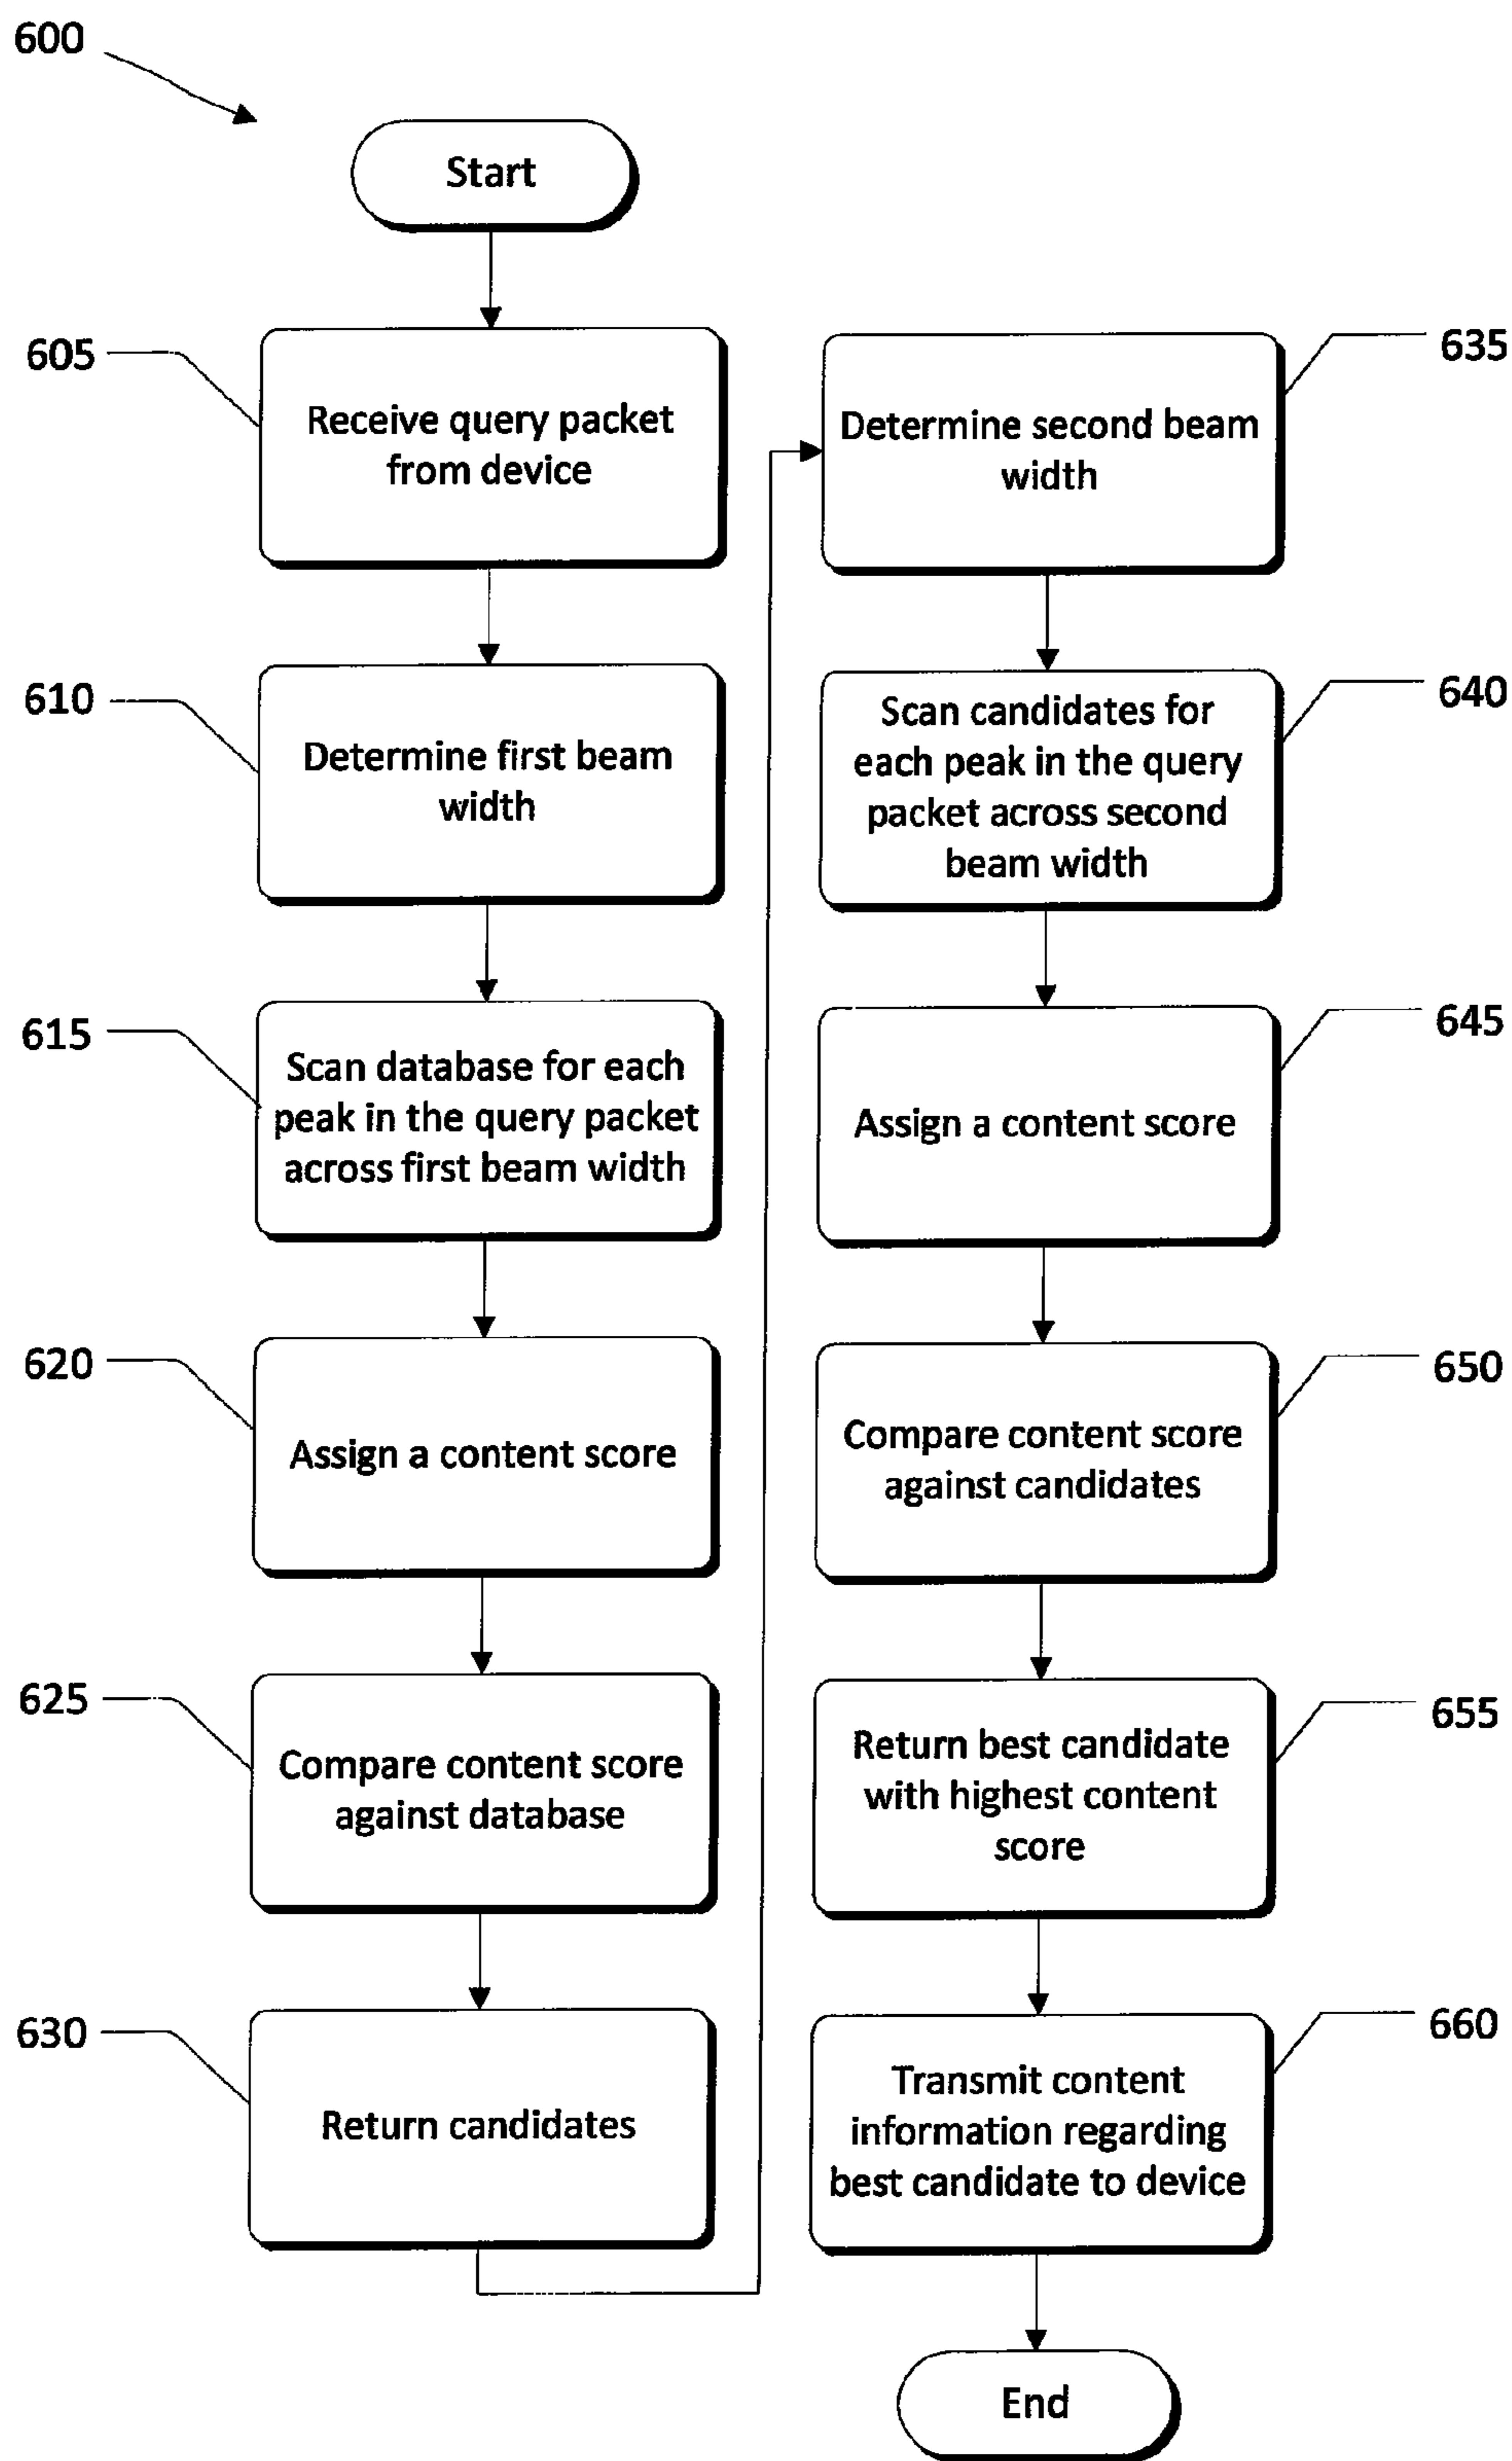 600
Start
605
Receive query packet
from device
610
Determine first beam
width
615
Scan database for each
peak in the query packet
across first beam width
620
Assign a content score
625
Compare content score
against database
630
Return candidates
635
Determine second beam
width
640
Scan candidates for
each peak in the query
packet across second
beam width
645
Assign a content score
650
Compare content score
against candidates
655
Return best candidate
with highest content
score
660
Transmit content
information regarding
best candidate to device
End